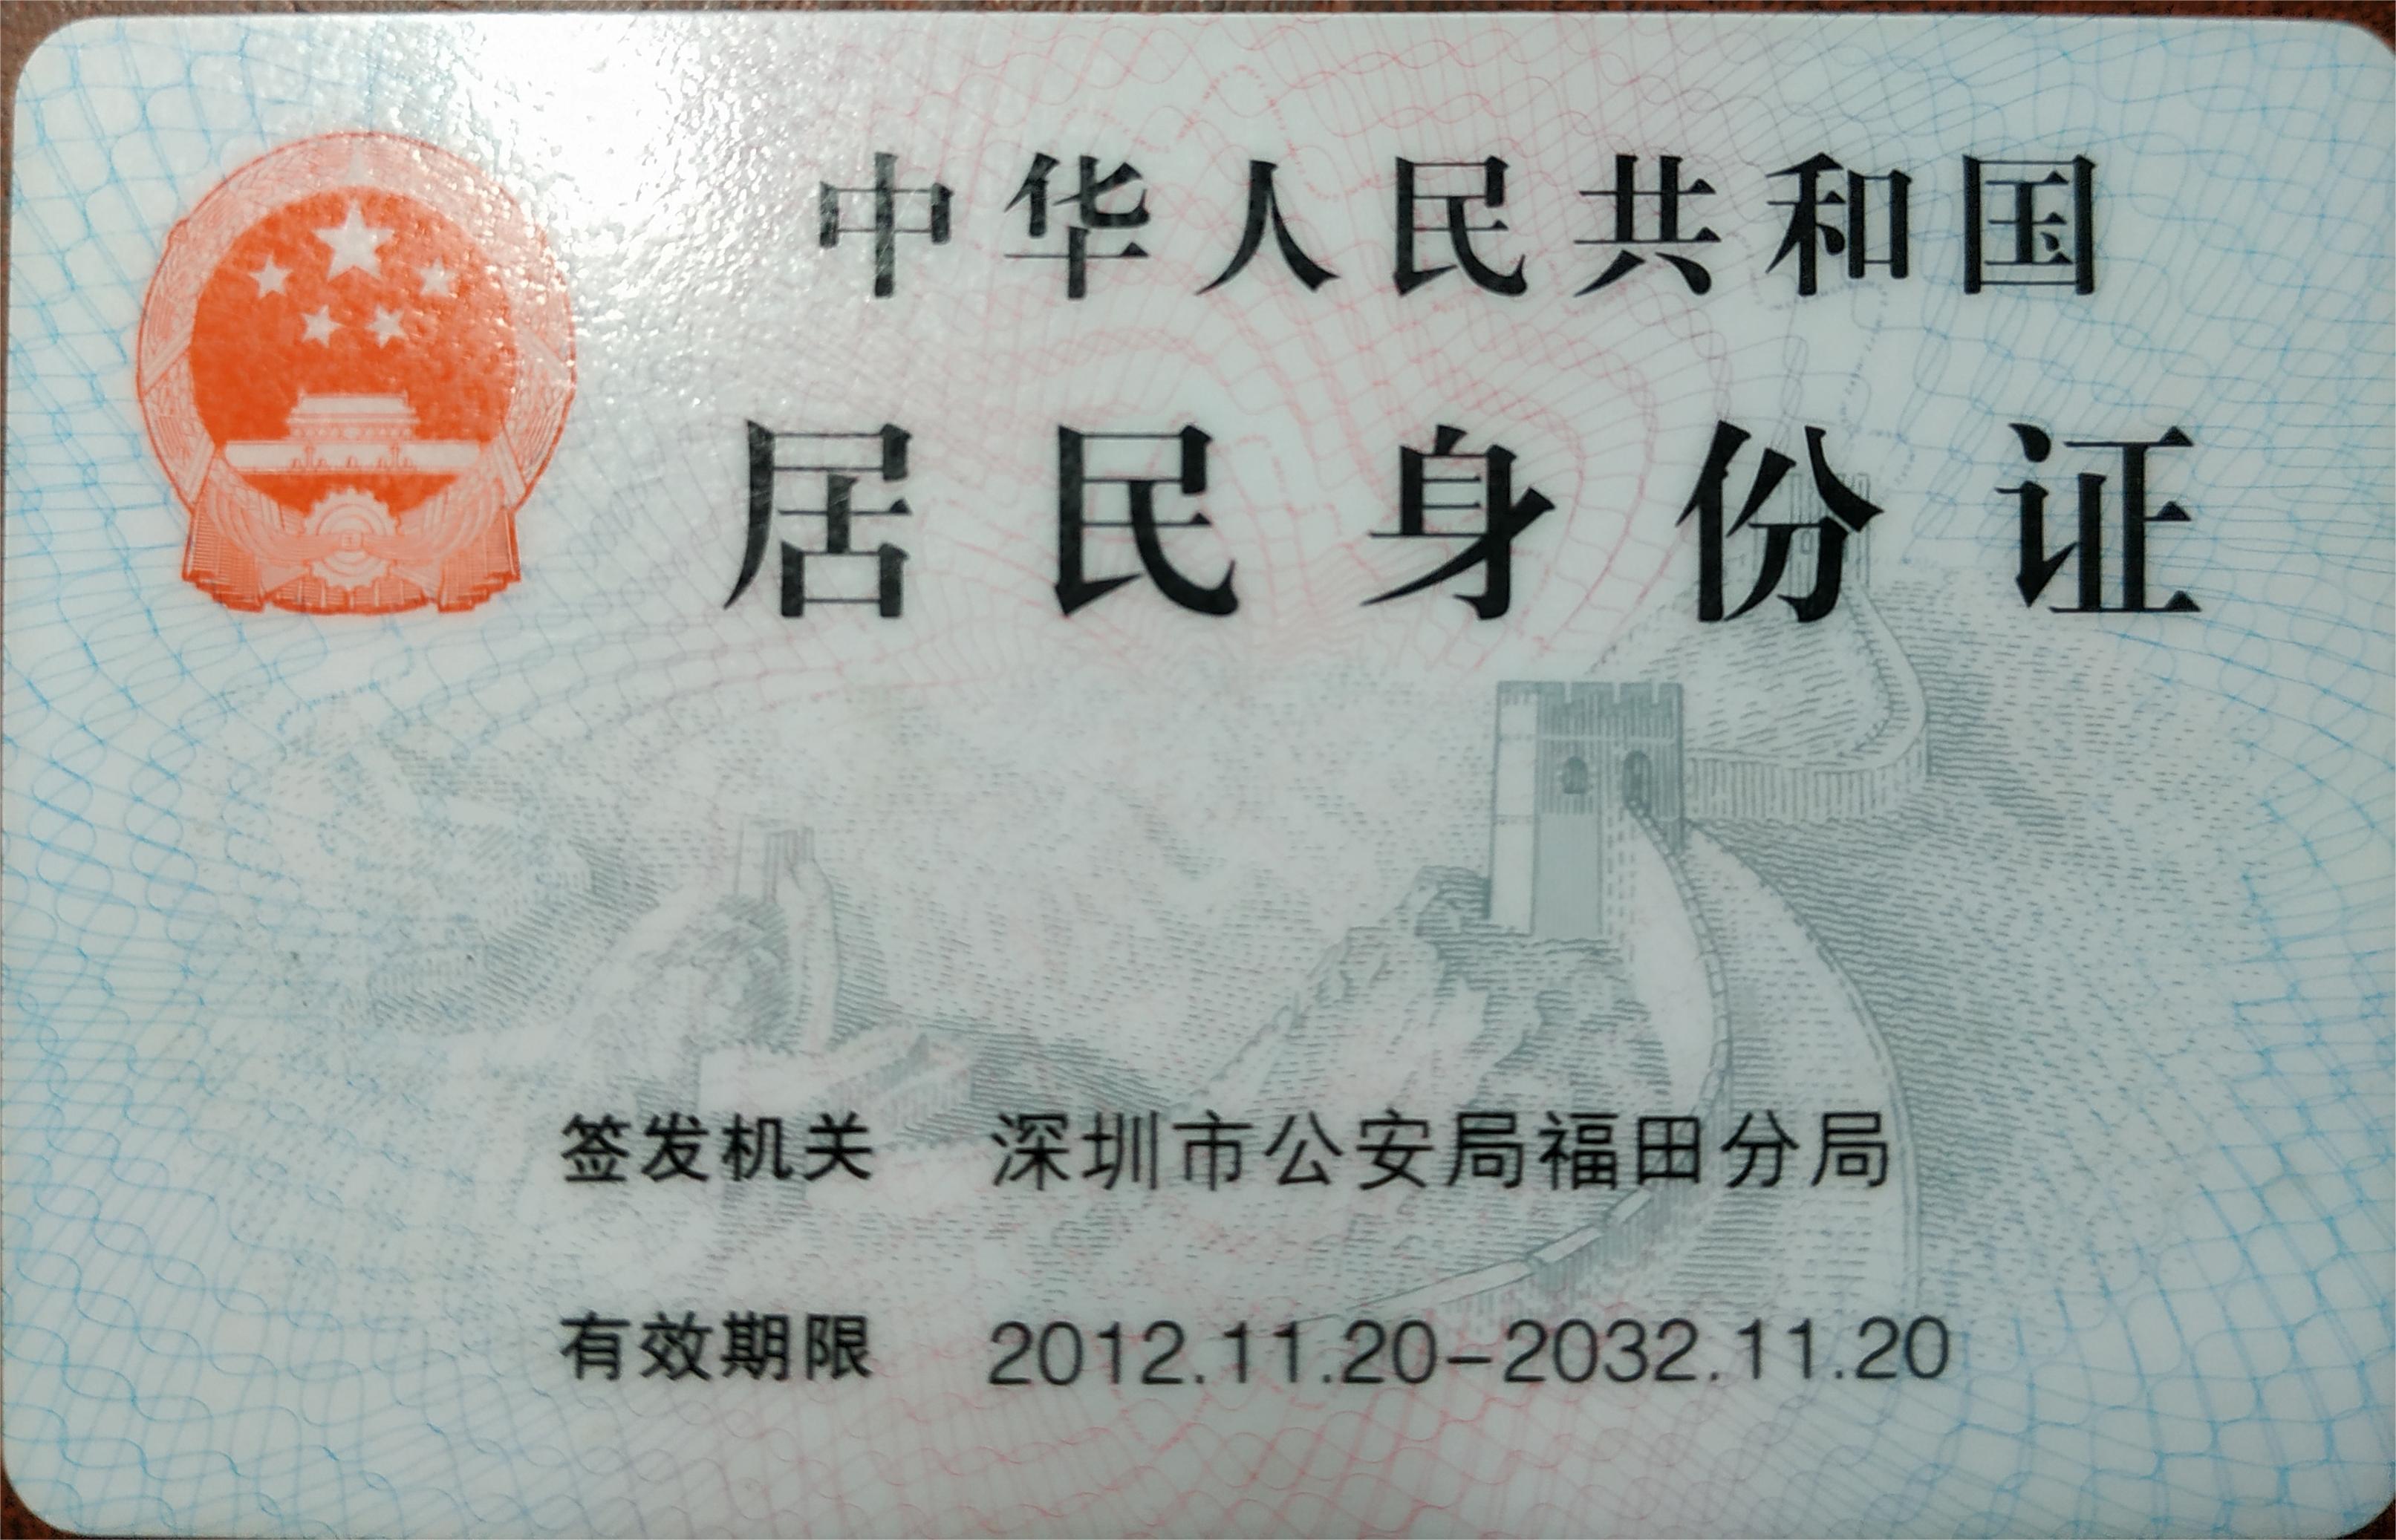 中华人民共和国
居民身份证
签发机关 深圳市公安局福田分局
有效期限 2012.11.20-2032.11.20